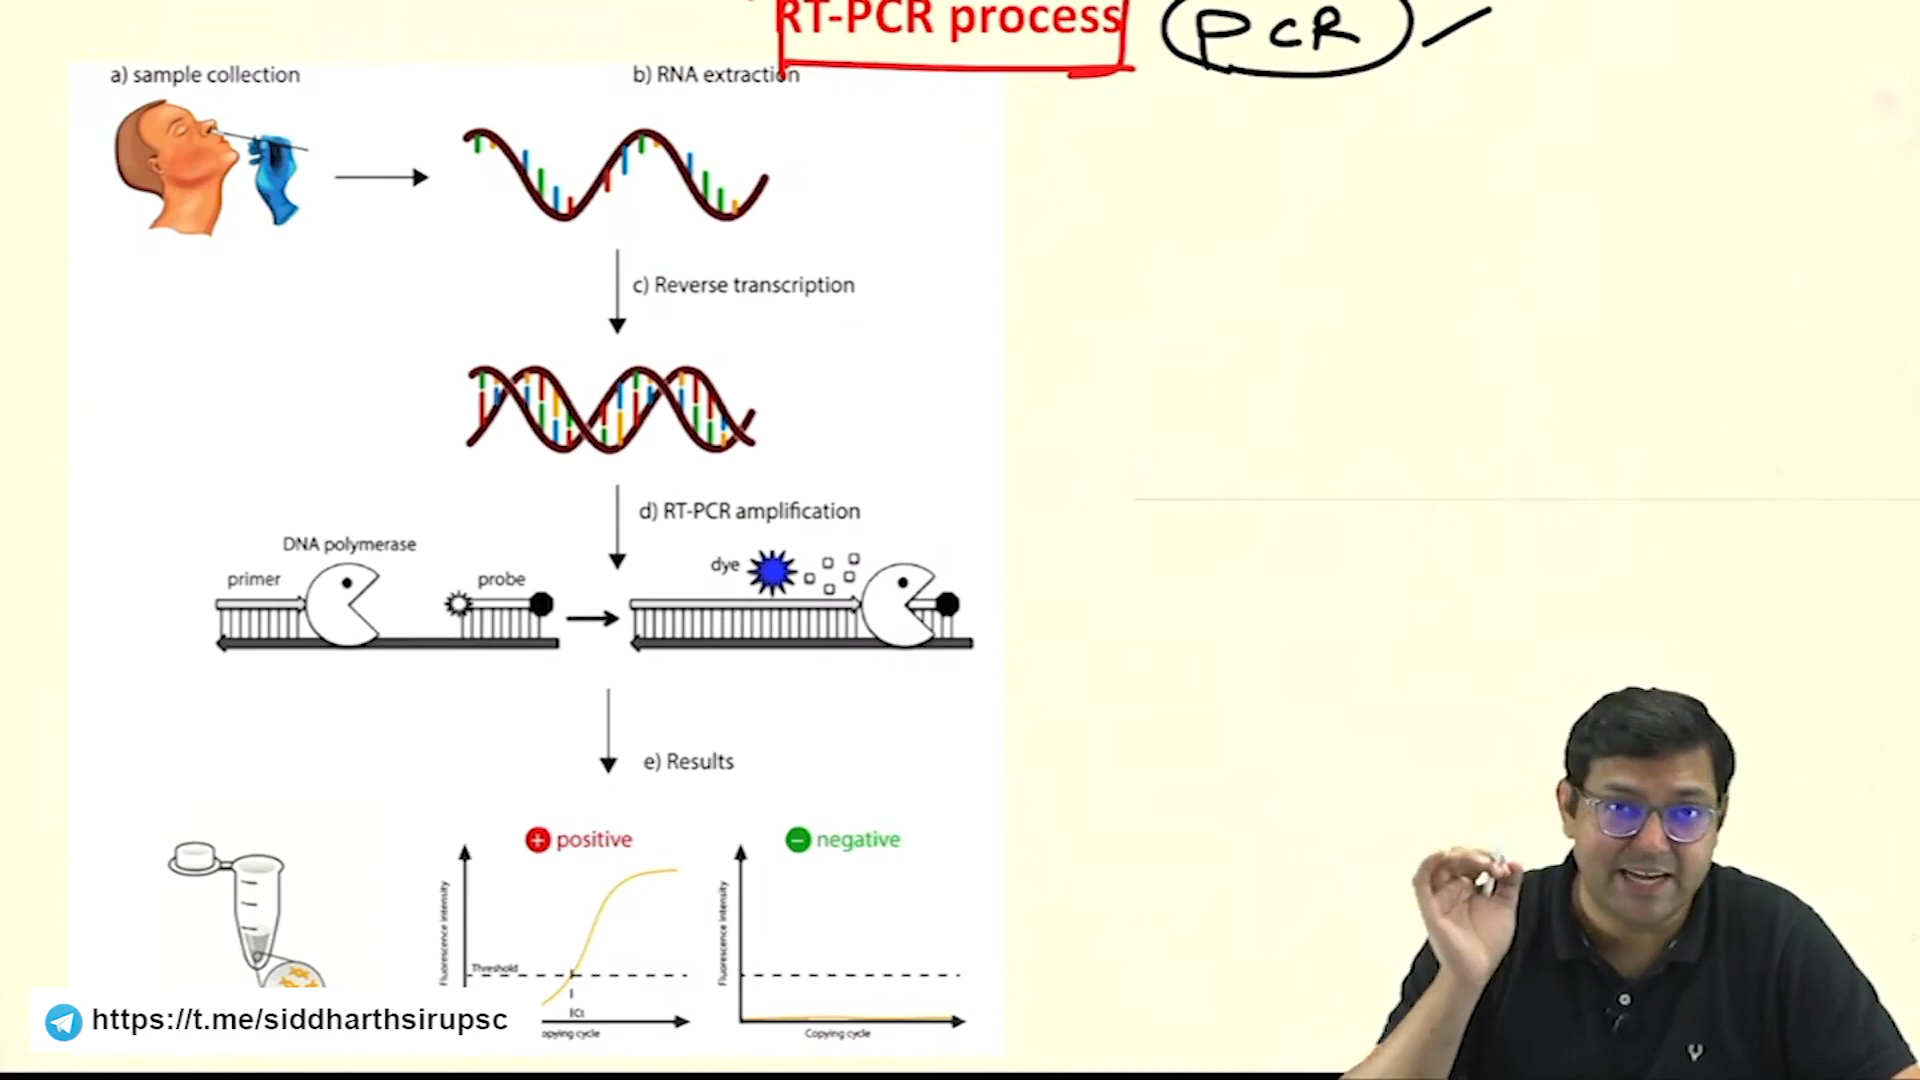 RT-PCR process
PCR
a) sample collection
b) RNA extraction
c) Reverse transcription
d) RT-PCR amplification
DNA polymerase
primer
probe
dye
e) Results
+ positive
− negative
Fluorescence intensity
Threshold
Ct
opying cycle
Fluorescence intensity
Copying cycle
https://t.me/siddharthsirupsc